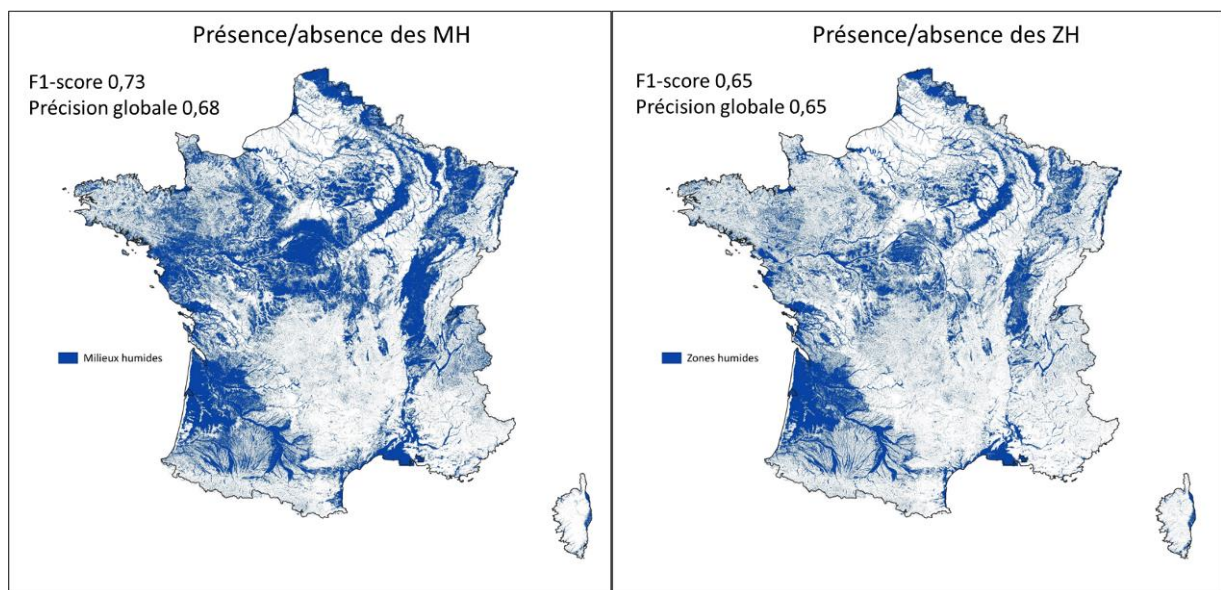 Présence/absence des MH
F1-score 0,73
Précision globale 0,68
Milieux humides
Présence/absence des ZH
F1-score 0,65
Précision globale 0,65
Zones humides